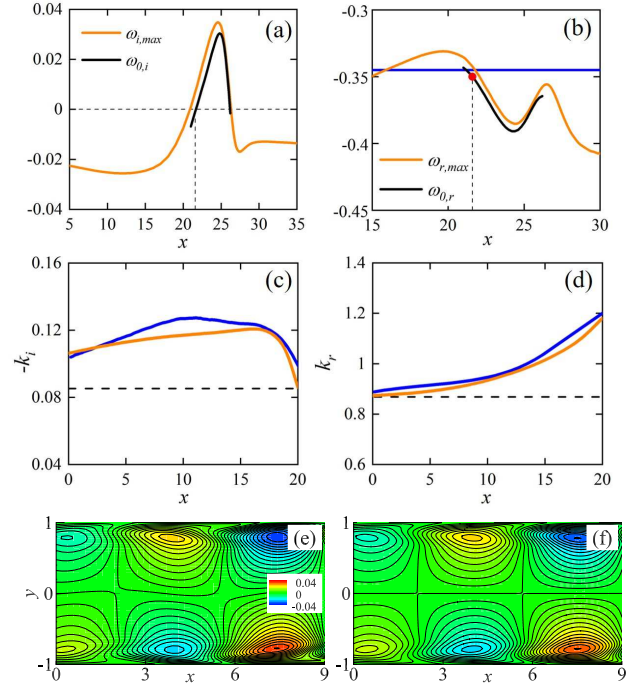 0.04
0.02
0
-0.02
-0.04
ω_{i,max}
ω_{0,i}
(a)
5 10 15 20 25 30 35
x
-0.3
-0.35
-0.4
-0.45
(b)
ω_{r,max}
ω_{0,r}
15 20 25 30
x
0.16
0.12
0.08
0.04
-k_i
(c)
0 5 10 15 20
x
1.4
1.2
1
0.8
0.6
k_r
(d)
0 5 10 15 20
x
1
0
-1
y
(e)
0.04
0
-0.04
0 3 x 6 9
1
0
-1
(f)
0 3 x 6 9